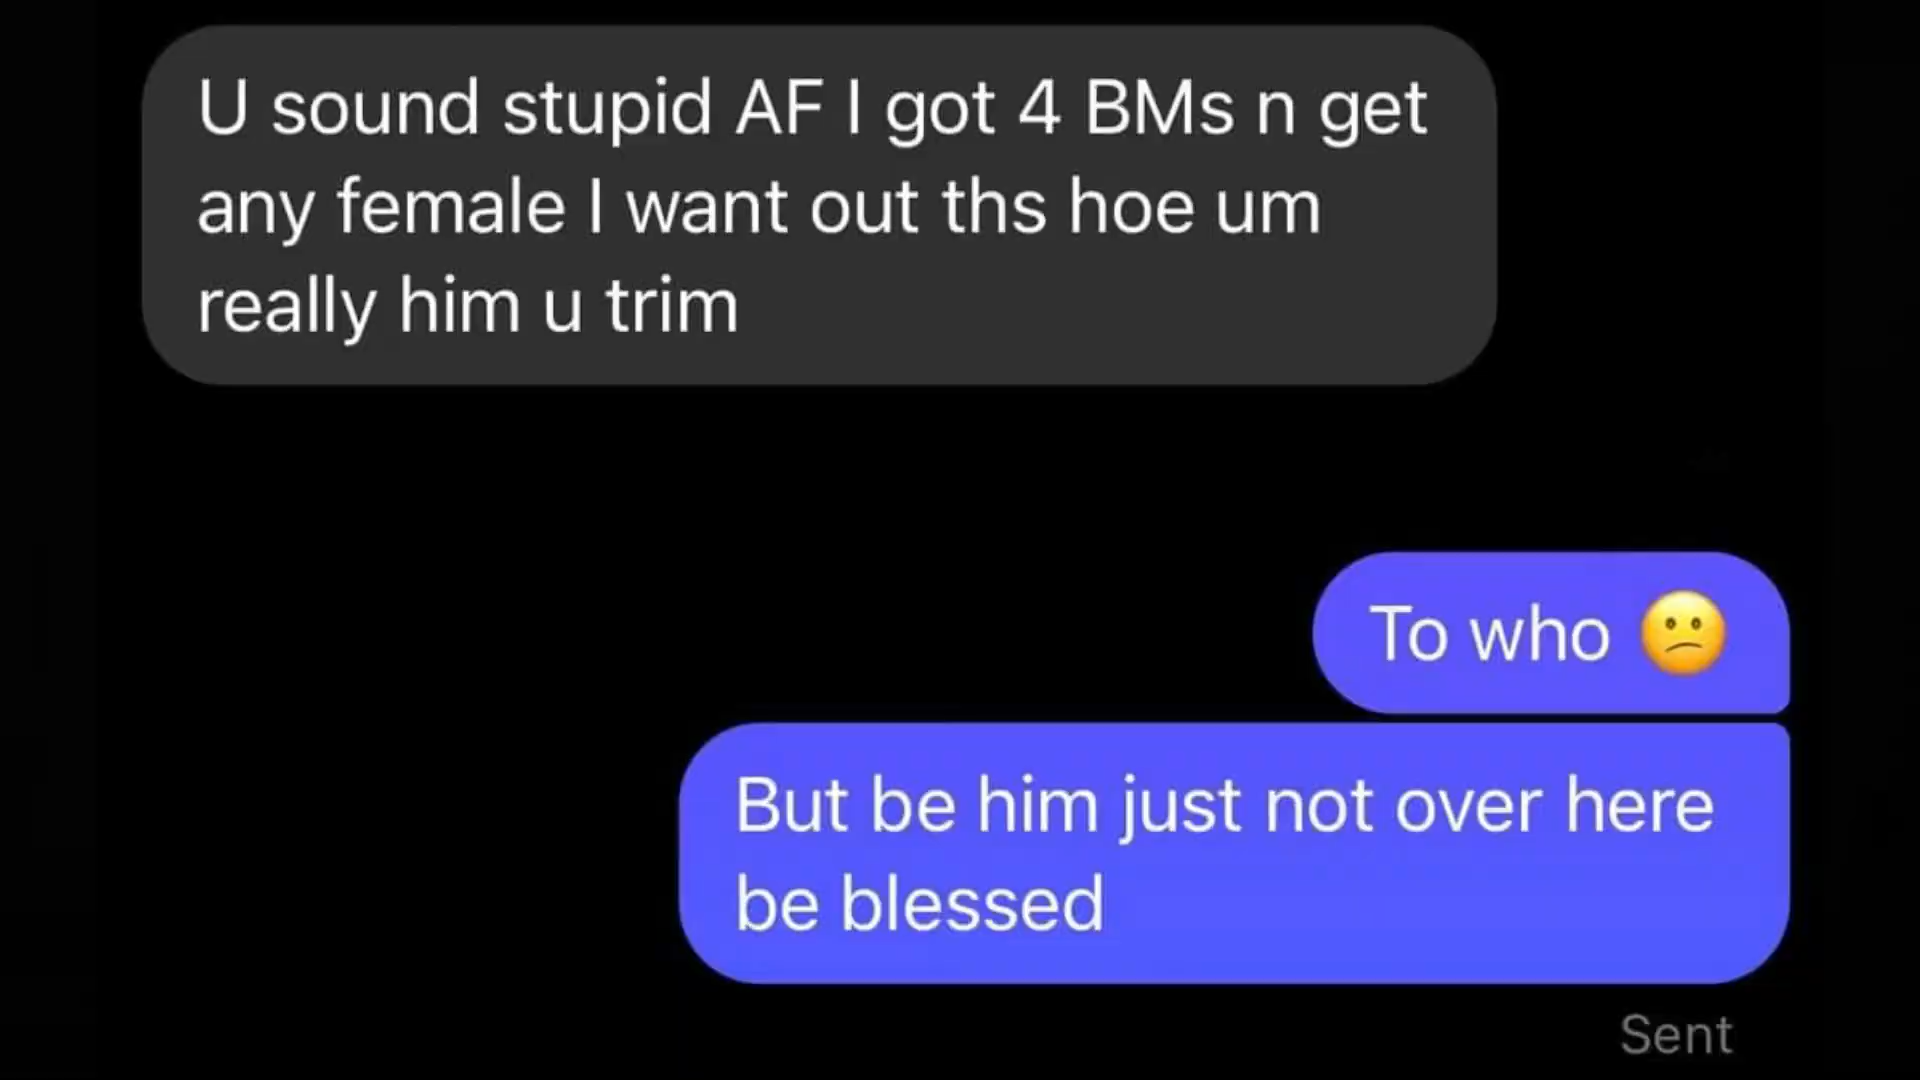 U sound stupid AF I got 4 BMs n get
any female I want out ths hoe um
really him u trim
To who 😕
But be him just not over here
be blessed
Sent